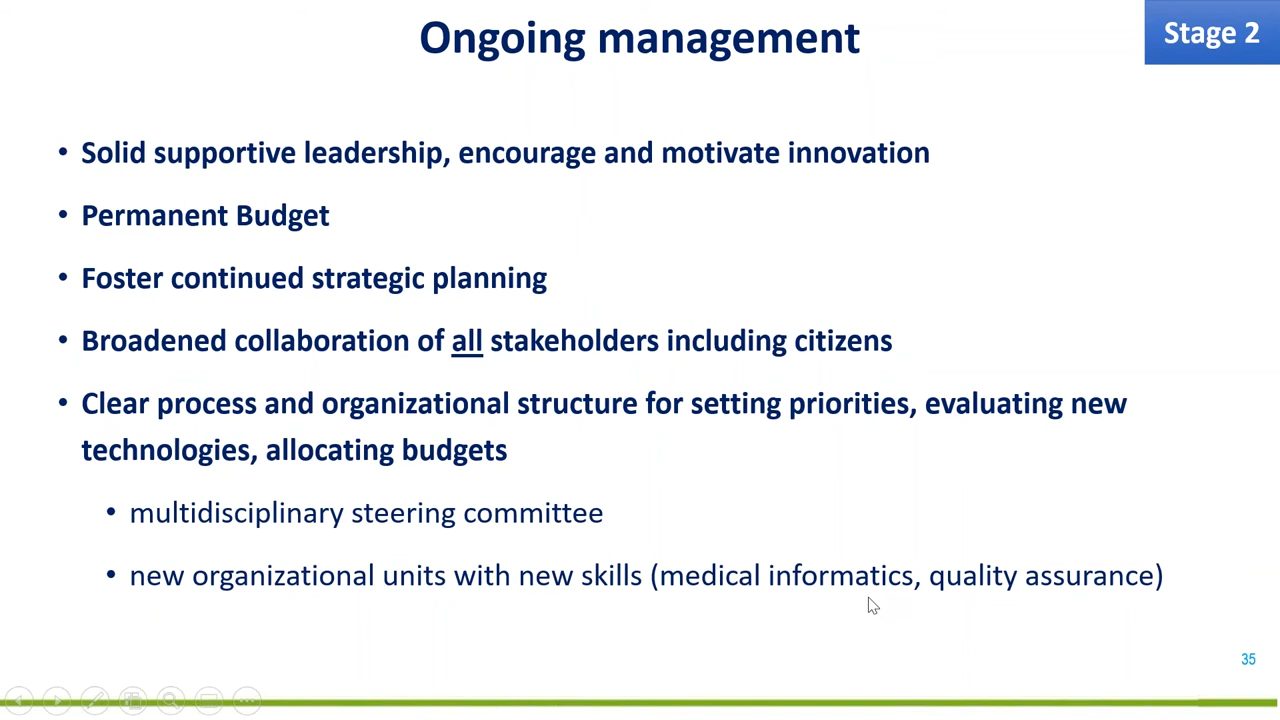 Ongoing management
Stage 2
• Solid supportive leadership, encourage and motivate innovation
• Permanent Budget
• Foster continued strategic planning
• Broadened collaboration of all stakeholders including citizens
• Clear process and organizational structure for setting priorities, evaluating new
technologies, allocating budgets
• multidisciplinary steering committee
• new organizational units with new skills (medical informatics, quality assurance)
35